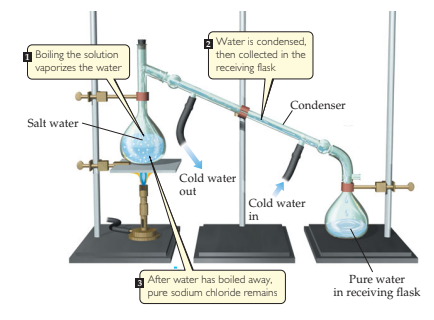 1 Boiling the solution
vaporizes the water
2 Water is condensed,
then collected in the
receiving flask
Condenser
Salt water
Cold water
out
Cold water
in
3 After water has boiled away,
pure sodium chloride remains
Pure water
in receiving flask